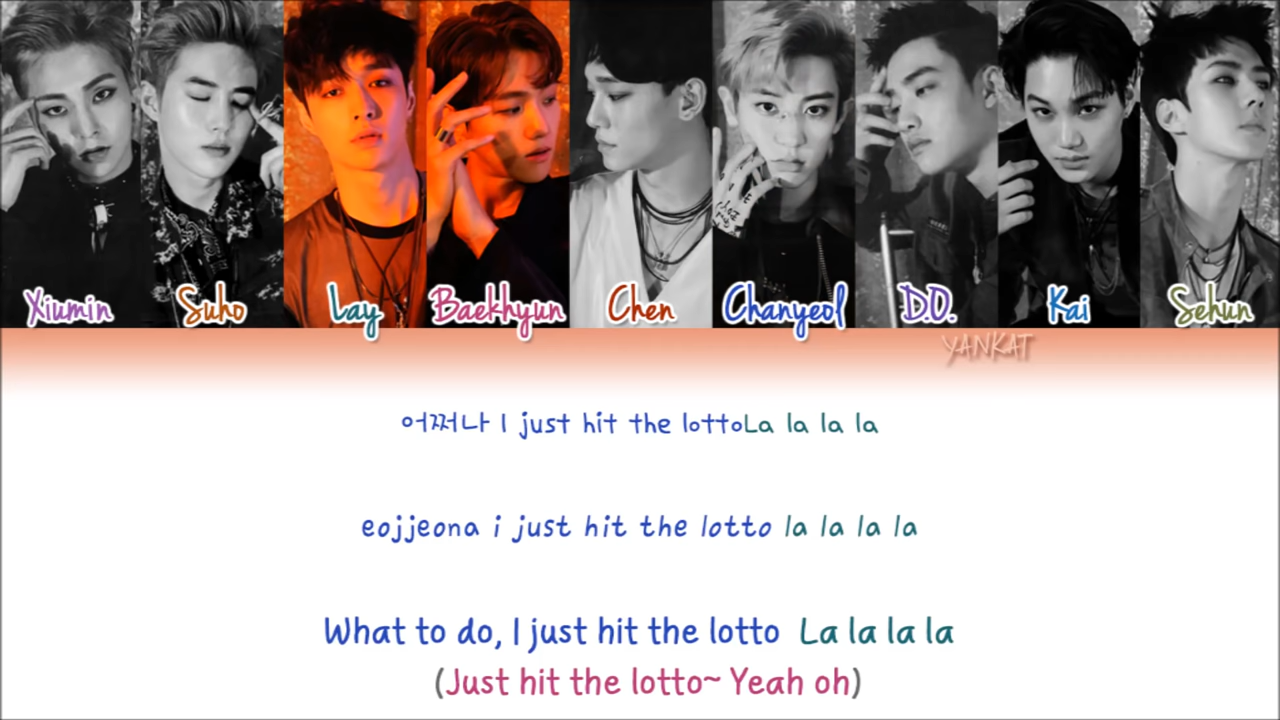 Xiumin Suho Lay Baekhyun Chen Chanyeol D.O. Kai Sehun
YANKAT
어쩌나 I just hit the lottoLa la la la
eojjeona i just hit the lotto la la la la
What to do, I just hit the lotto La la la la
(Just hit the lotto~ Yeah oh)